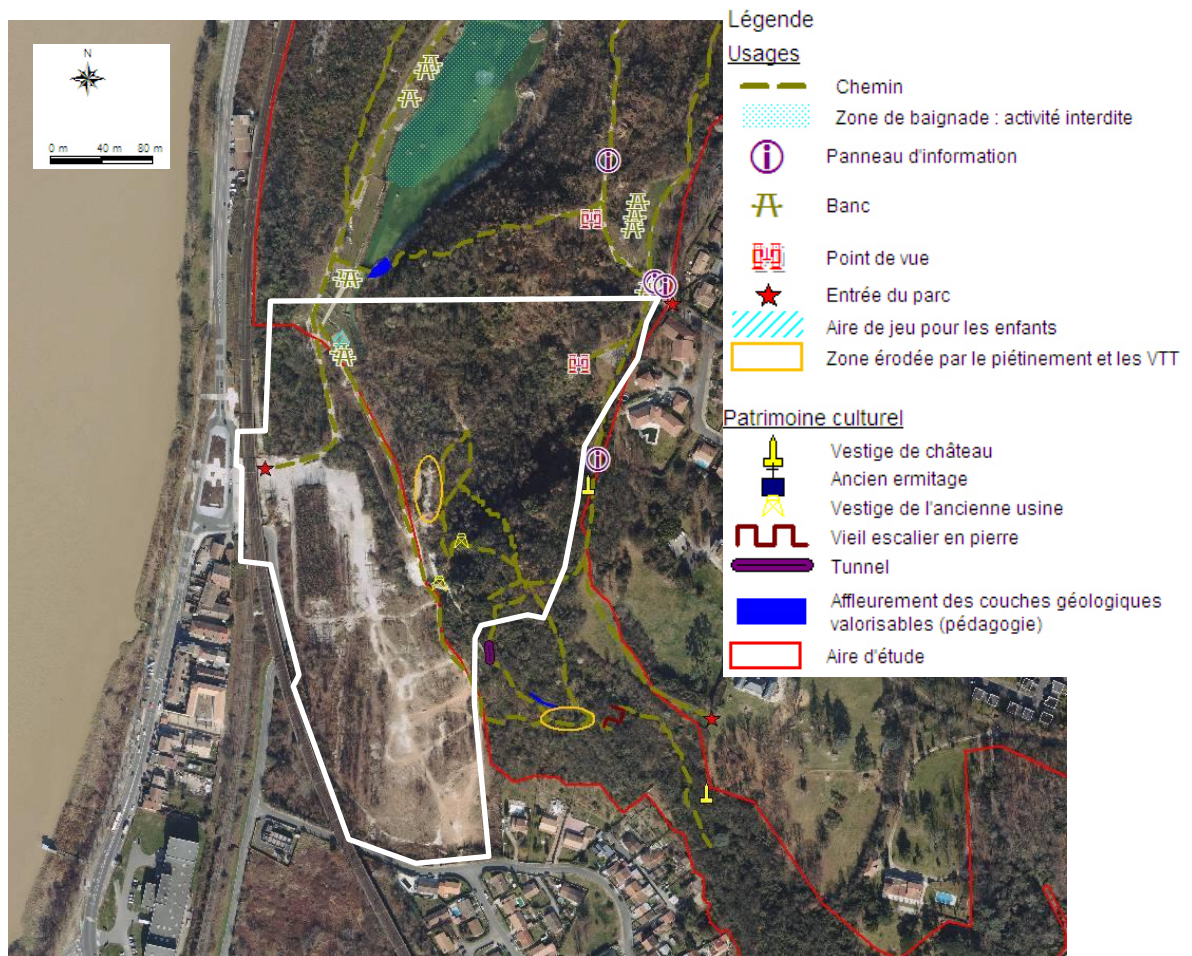 N
0 m 40 m 80 m
Légende
Usages
Chemin
Zone de baignade : activité interdite
Panneau d'information
Banc
Point de vue
Entrée du parc
Aire de jeu pour les enfants
Zone érodée par le piétinement et les VTT
Patrimoine culturel
Vestige de château
Ancien ermitage
Vestige de l'ancienne usine
Vieil escalier en pierre
Tunnel
Affleurement des couches géologiques
valorisables (pédagogie)
Aire d'étude